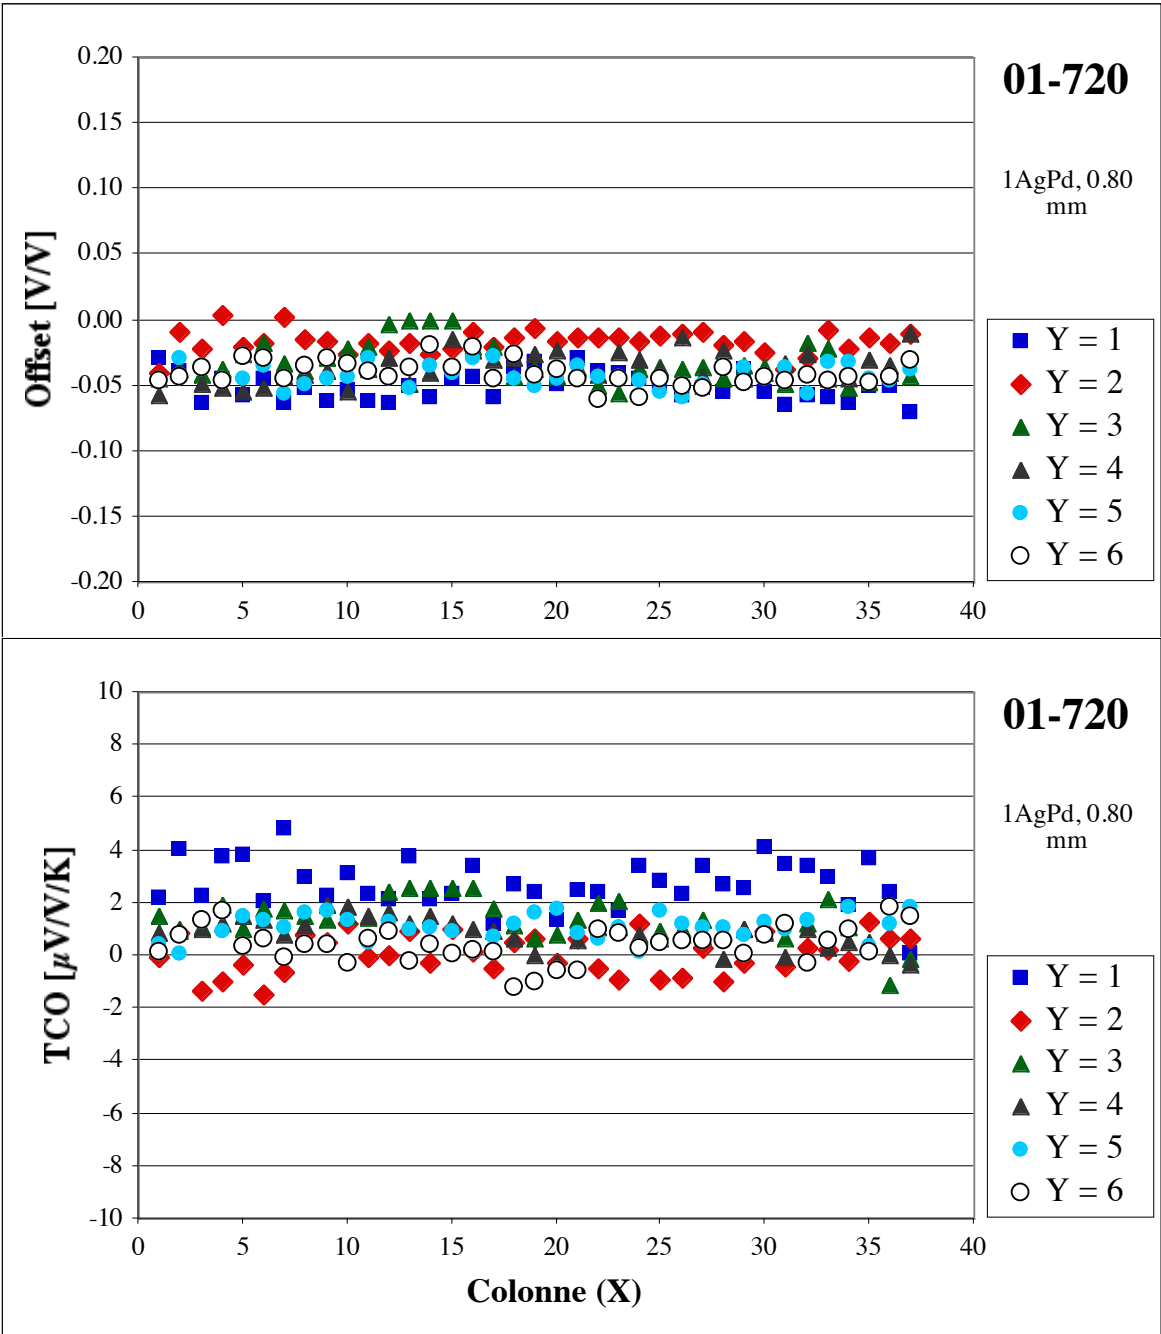 0.20
0.15
0.10
0.05
0.00
-0.05
-0.10
-0.15
-0.20
Offset [V/V]
0 5 10 15 20 25 30 35 40
01-720
1AgPd, 0.80
mm
Y = 1
Y = 2
Y = 3
Y = 4
Y = 5
Y = 6
10
8
6
4
2
0
-2
-4
-6
-8
-10
TCO [µV/V/K]
0 5 10 15 20 25 30 35 40
Colonne (X)
01-720
1AgPd, 0.80
mm
Y = 1
Y = 2
Y = 3
Y = 4
Y = 5
Y = 6